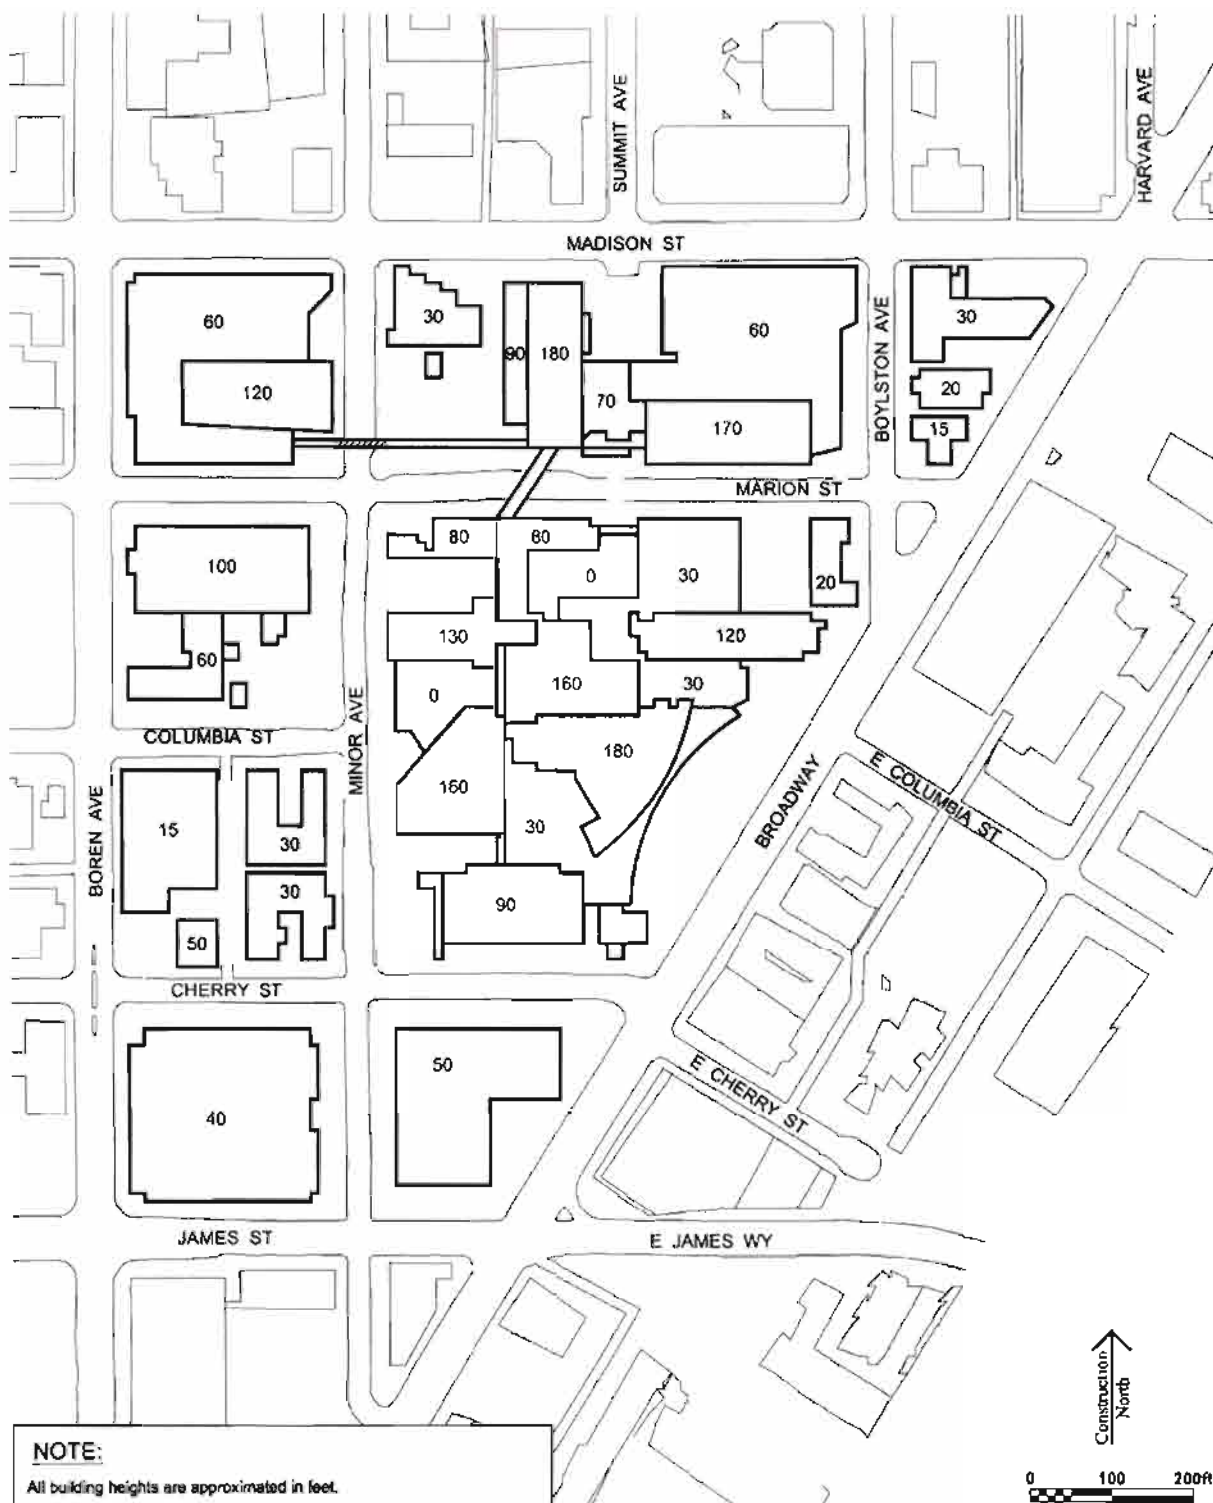 SUMMIT AVE
HARVARD AVE
MADISON ST
60
30
90
180
60
30
120
70
170
BOYLSTON AVE
20
15
MARION ST
100
80
60
0
30
20
130
120
60
0
160
30
MINOR AVE
COLUMBIA ST
180
160
BROADWAY
E COLUMBIA ST
BOREN AVE
15
30
30
30
90
50
CHERRY ST
50
40
E CHERRY ST
JAMES ST
E JAMES WY
Construction
North
NOTE:
All building heights are approximated in feet.
0 100 200ft